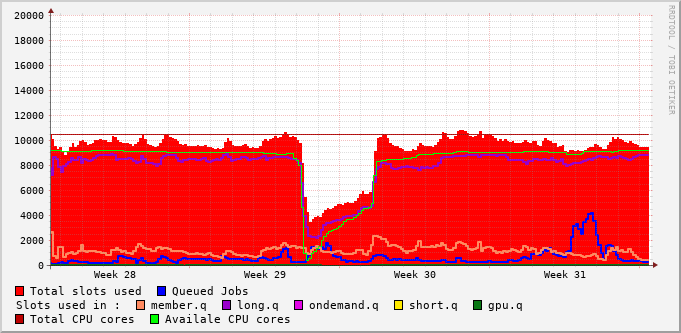 20000
18000
16000
14000
12000
10000
8000
6000
4000
2000
0
Week 28 Week 29 Week 30 Week 31
RRDTOOL / TOBI OETIKER
Total slots used Queued Jobs
Slots used in : member.q long.q ondemand.q short.q gpu.q
Total CPU cores Availale CPU cores